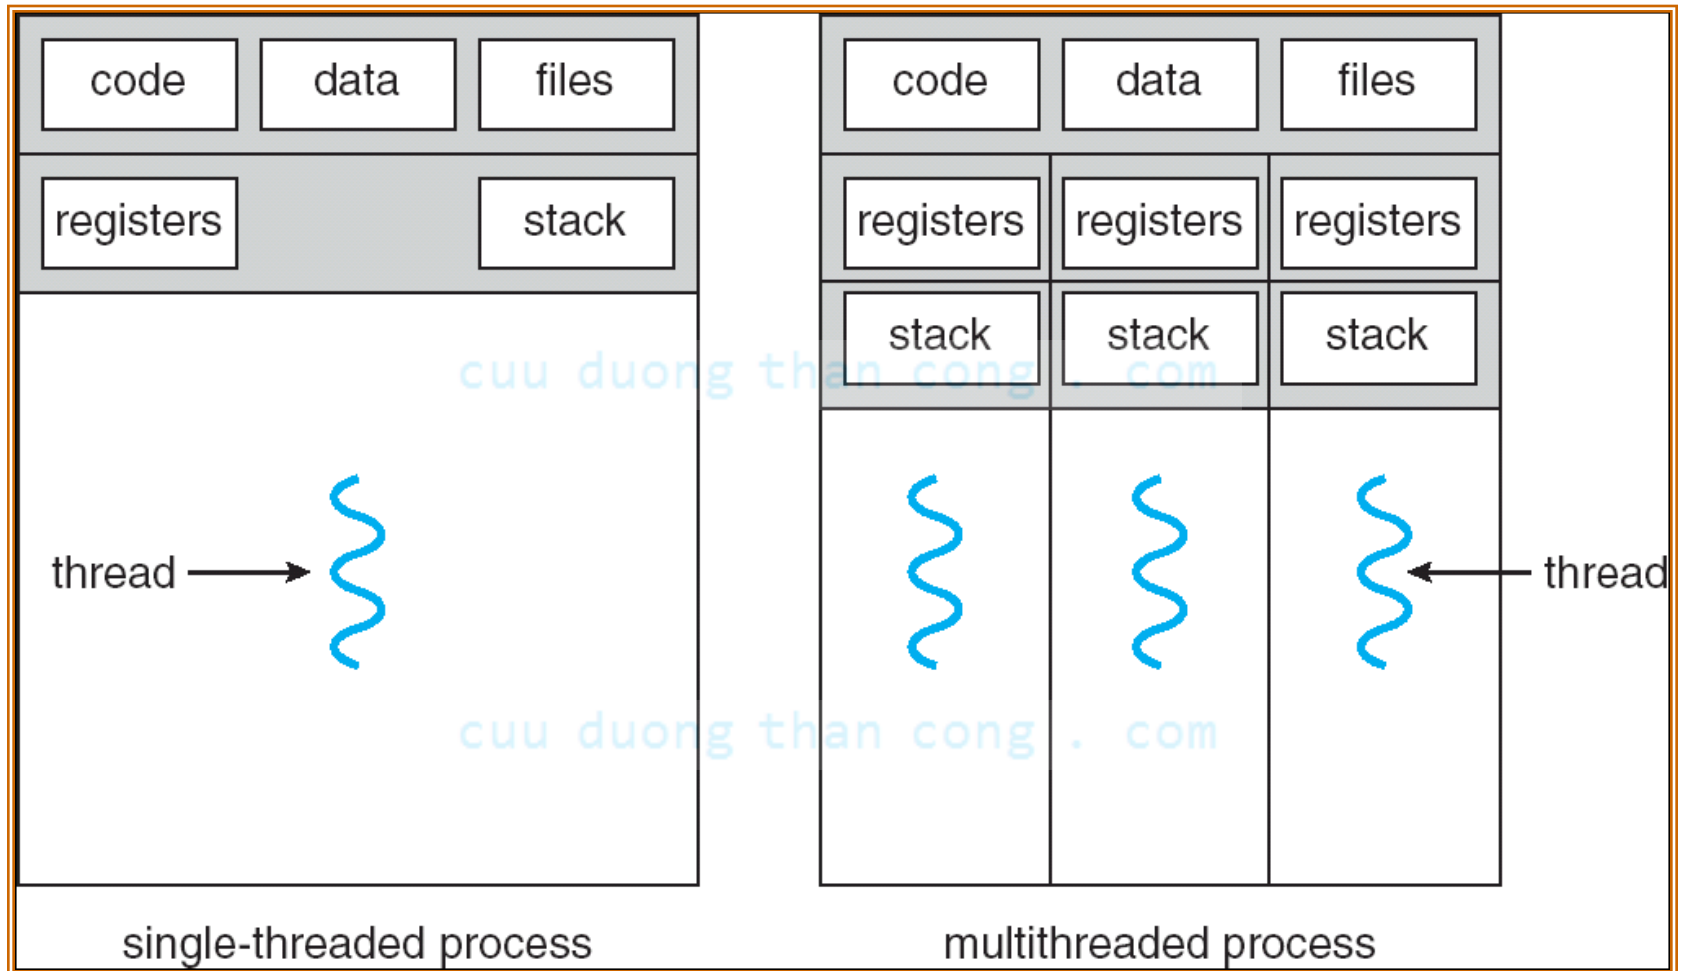 code data files
registers stack
thread
single-threaded process
code data files
registers registers registers
stack stack stack
thread
multithreaded process
cuu duong than cong . com
cuu duong than cong . com